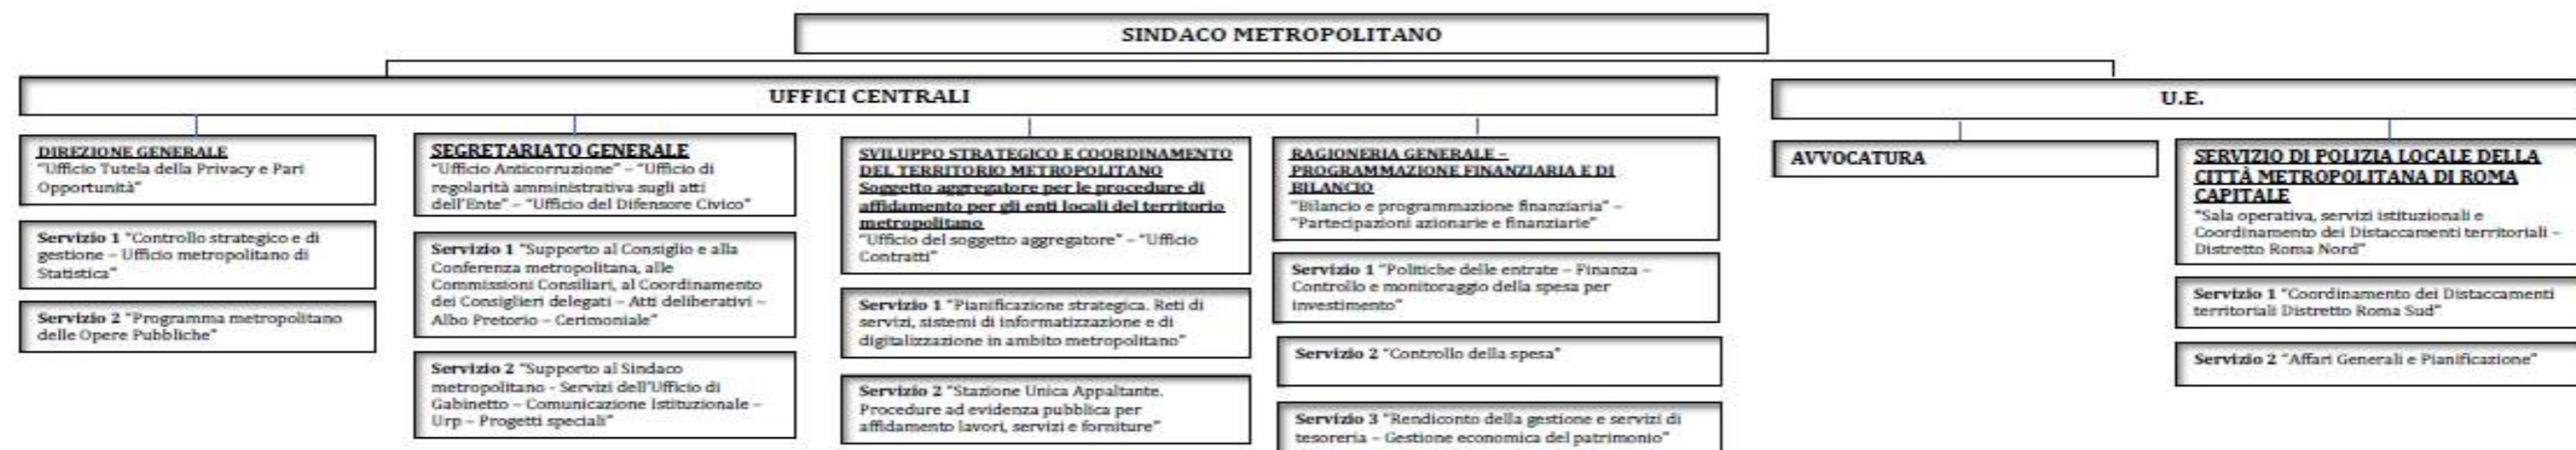 SINDACO METROPOLITANO
UFFICI CENTRALI
U.E.
DIREZIONE GENERALE
"Ufficio Tutela della Privacy e Pari
Opportunità"
Servizio 1 "Controllo strategico e di
gestione – Ufficio metropolitano di
Statistica"
Servizio 2 "Programma metropolitano
delle Opere Pubbliche"
SEGRETARIATO GENERALE
"Ufficio Anticorruzione" – "Ufficio di
regolarità amministrativa sugli atti
dell'Ente" – "Ufficio del Difensore Civico"
Servizio 1 "Supporto al Consiglio e alla
Conferenza metropolitana, alle
Commissioni Consiliari, al Coordinamento
dei Consiglieri delegati – Atti deliberativi –
Albo Pretorio – Cerimoniale"
Servizio 2 "Supporto al Sindaco
metropolitano - Servizi dell'Ufficio di
Gabinetto – Comunicazione Istituzionale –
Urp – Progetti speciali"
SVILUPPO STRATEGICO E COORDINAMENTO
DEL TERRITORIO METROPOLITANO
Soggetto aggregatore per le procedure di
affidamento per gli enti locali del territorio
metropolitano
"Ufficio del soggetto aggregatore" – "Ufficio
Contratti"
Servizio 1 "Pianificazione strategica. Reti di
servizi, sistemi di informatizzazione e di
digitalizzazione in ambito metropolitano"
Servizio 2 "Stazione Unica Appaltante.
Procedure ad evidenza pubblica per
affidamento lavori, servizi e forniture"
RAGIONERIA GENERALE –
PROGRAMMAZIONE FINANZIARIA E DI
BILANCIO
"Bilancio e programmazione finanziaria" –
"Partecipazioni azionarie e finanziarie"
Servizio 1 "Politiche delle entrate – Finanza –
Controllo e monitoraggio della spesa per
investimento"
Servizio 2 "Controllo della spesa"
Servizio 3 "Rendiconto della gestione e servizi di
tesoreria – Gestione economica del patrimonio"
AVVOCATURA
SERVIZIO DI POLIZIA LOCALE DELLA
CITTÀ METROPOLITANA DI ROMA
CAPITALE
"Sala operativa, servizi istituzionali e
Coordinamento dei Distaccamenti territoriali –
Distretto Roma Nord"
Servizio 1 "Coordinamento dei Distaccamenti
territoriali Distretto Roma Sud"
Servizio 2 "Affari Generali e Pianificazione"